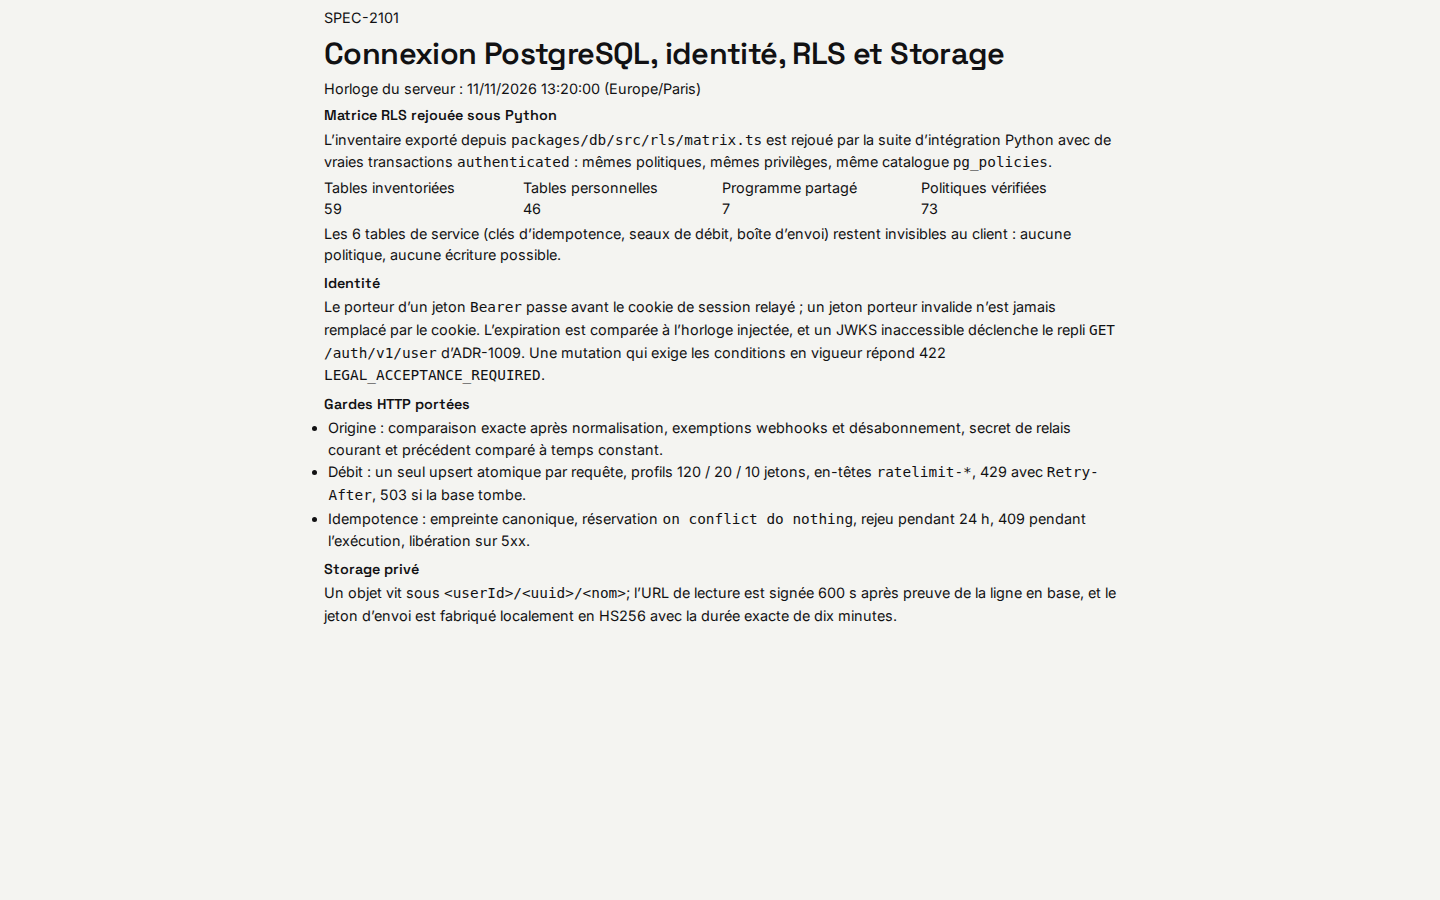 SPEC-2101
Connexion PostgreSQL, identité, RLS et Storage
Horloge du serveur : 11/11/2026 13:20:00 (Europe/Paris)
Matrice RLS rejouée sous Python
L’inventaire exporté depuis packages/db/src/rls/matrix.ts est rejoué par la suite d’intégration Python avec de
vraies transactions authenticated : mêmes politiques, mêmes privilèges, même catalogue pg_policies.
Tables inventoriées Tables personnelles Programme partagé Politiques vérifiées
59 46 7 73
Les 6 tables de service (clés d’idempotence, seaux de débit, boîte d’envoi) restent invisibles au client : aucune
politique, aucune écriture possible.
Identité
Le porteur d’un jeton Bearer passe avant le cookie de session relayé ; un jeton porteur invalide n’est jamais
remplacé par le cookie. L’expiration est comparée à l’horloge injectée, et un JWKS inaccessible déclenche le repli GET
/auth/v1/user d’ADR-1009. Une mutation qui exige les conditions en vigueur répond 422
LEGAL_ACCEPTANCE_REQUIRED.
Gardes HTTP portées
• Origine : comparaison exacte après normalisation, exemptions webhooks et désabonnement, secret de relais
courant et précédent comparé à temps constant.
• Débit : un seul upsert atomique par requête, profils 120 / 20 / 10 jetons, en-têtes ratelimit-*, 429 avec Retry-
After, 503 si la base tombe.
• Idempotence : empreinte canonique, réservation on conflict do nothing, rejeu pendant 24 h, 409 pendant
l’exécution, libération sur 5xx.
Storage privé
Un objet vit sous <userId>/<uuid>/<nom>; l’URL de lecture est signée 600 s après preuve de la ligne en base, et le
jeton d’envoi est fabriqué localement en HS256 avec la durée exacte de dix minutes.